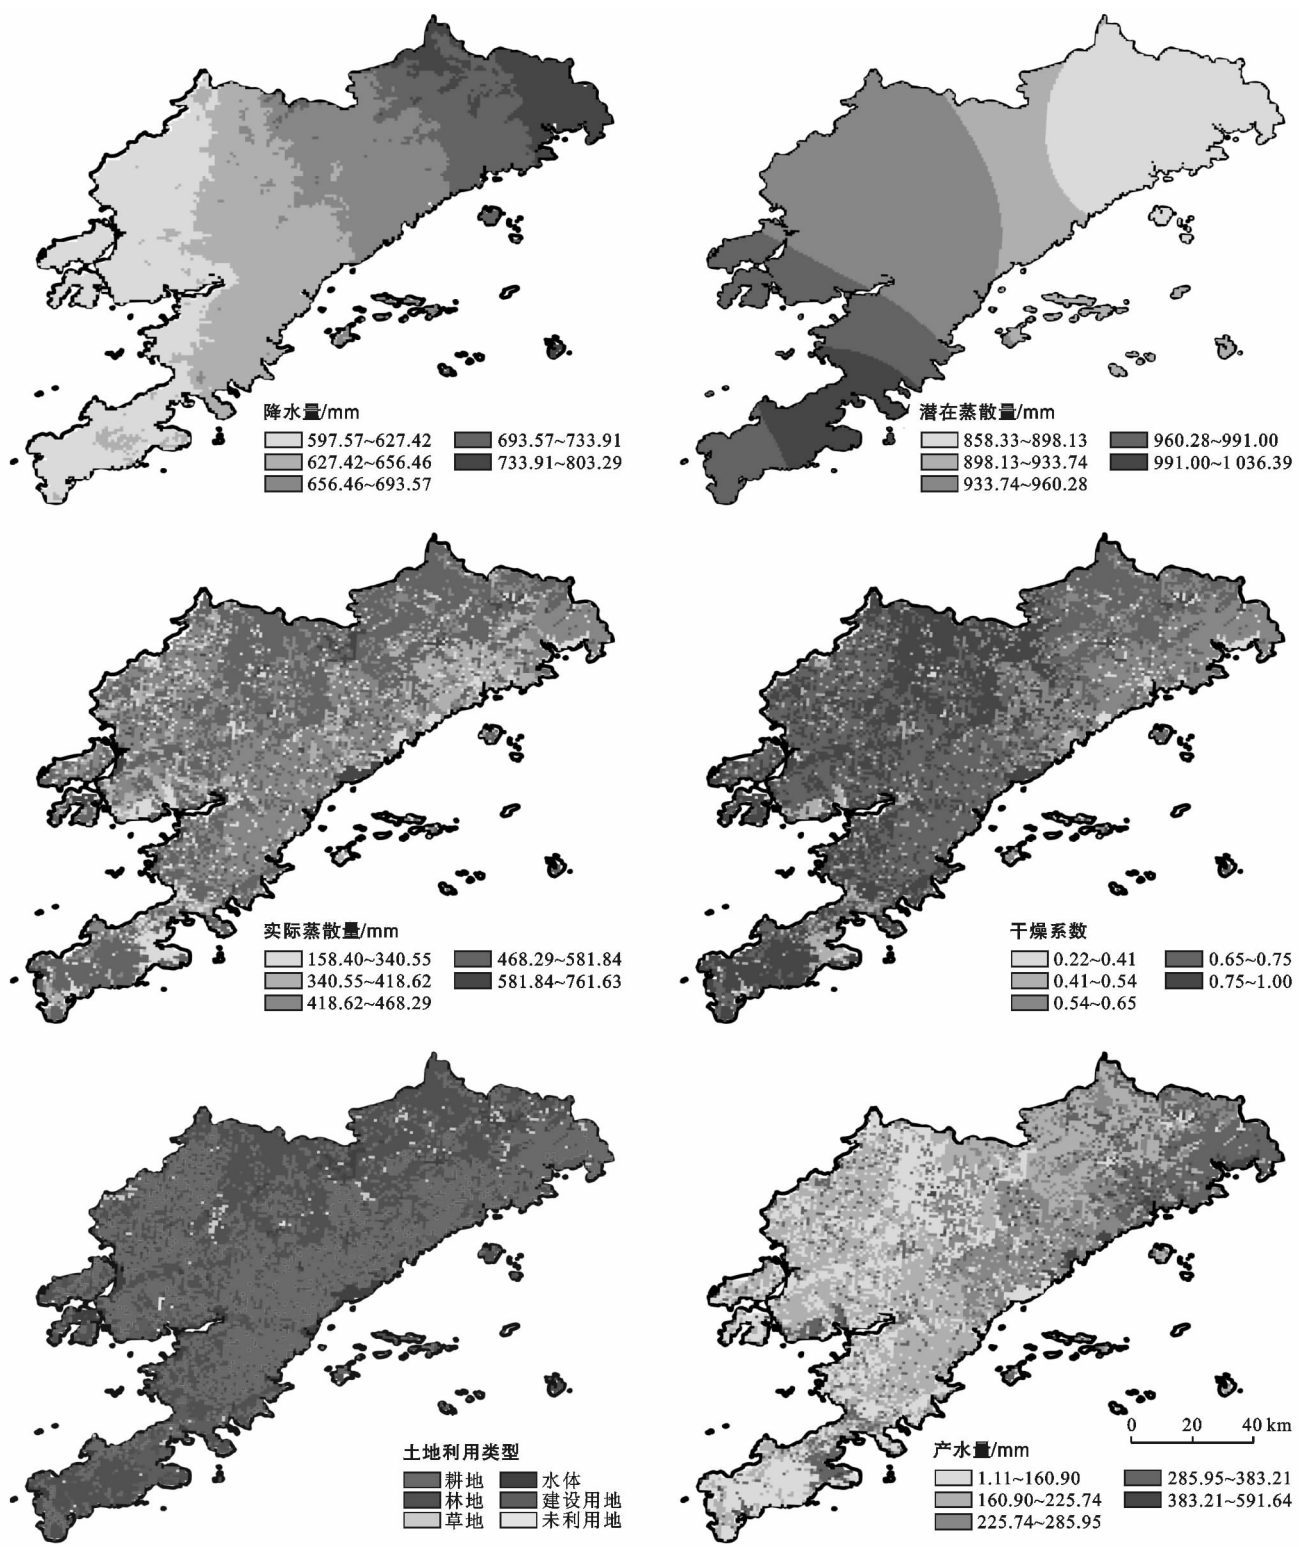 降水量/mm
597.57~627.42 693.57~733.91
627.42~656.46 733.91~803.29
656.46~693.57
潜在蒸散量/mm
858.33~898.13 960.28~991.00
898.13~933.74 991.00~1 036.39
933.74~960.28
实际蒸散量/mm
158.40~340.55 468.29~581.84
340.55~418.62 581.84~761.63
418.62~468.29
干燥系数
0.22~0.41 0.65~0.75
0.41~0.54 0.75~1.00
0.54~0.65
土地利用类型
耕地 水体
林地 建设用地
草地 未利用地
0 20 40 km
产水量/mm
1.11~160.90 285.95~383.21
160.90~225.74 383.21~591.64
225.74~285.95